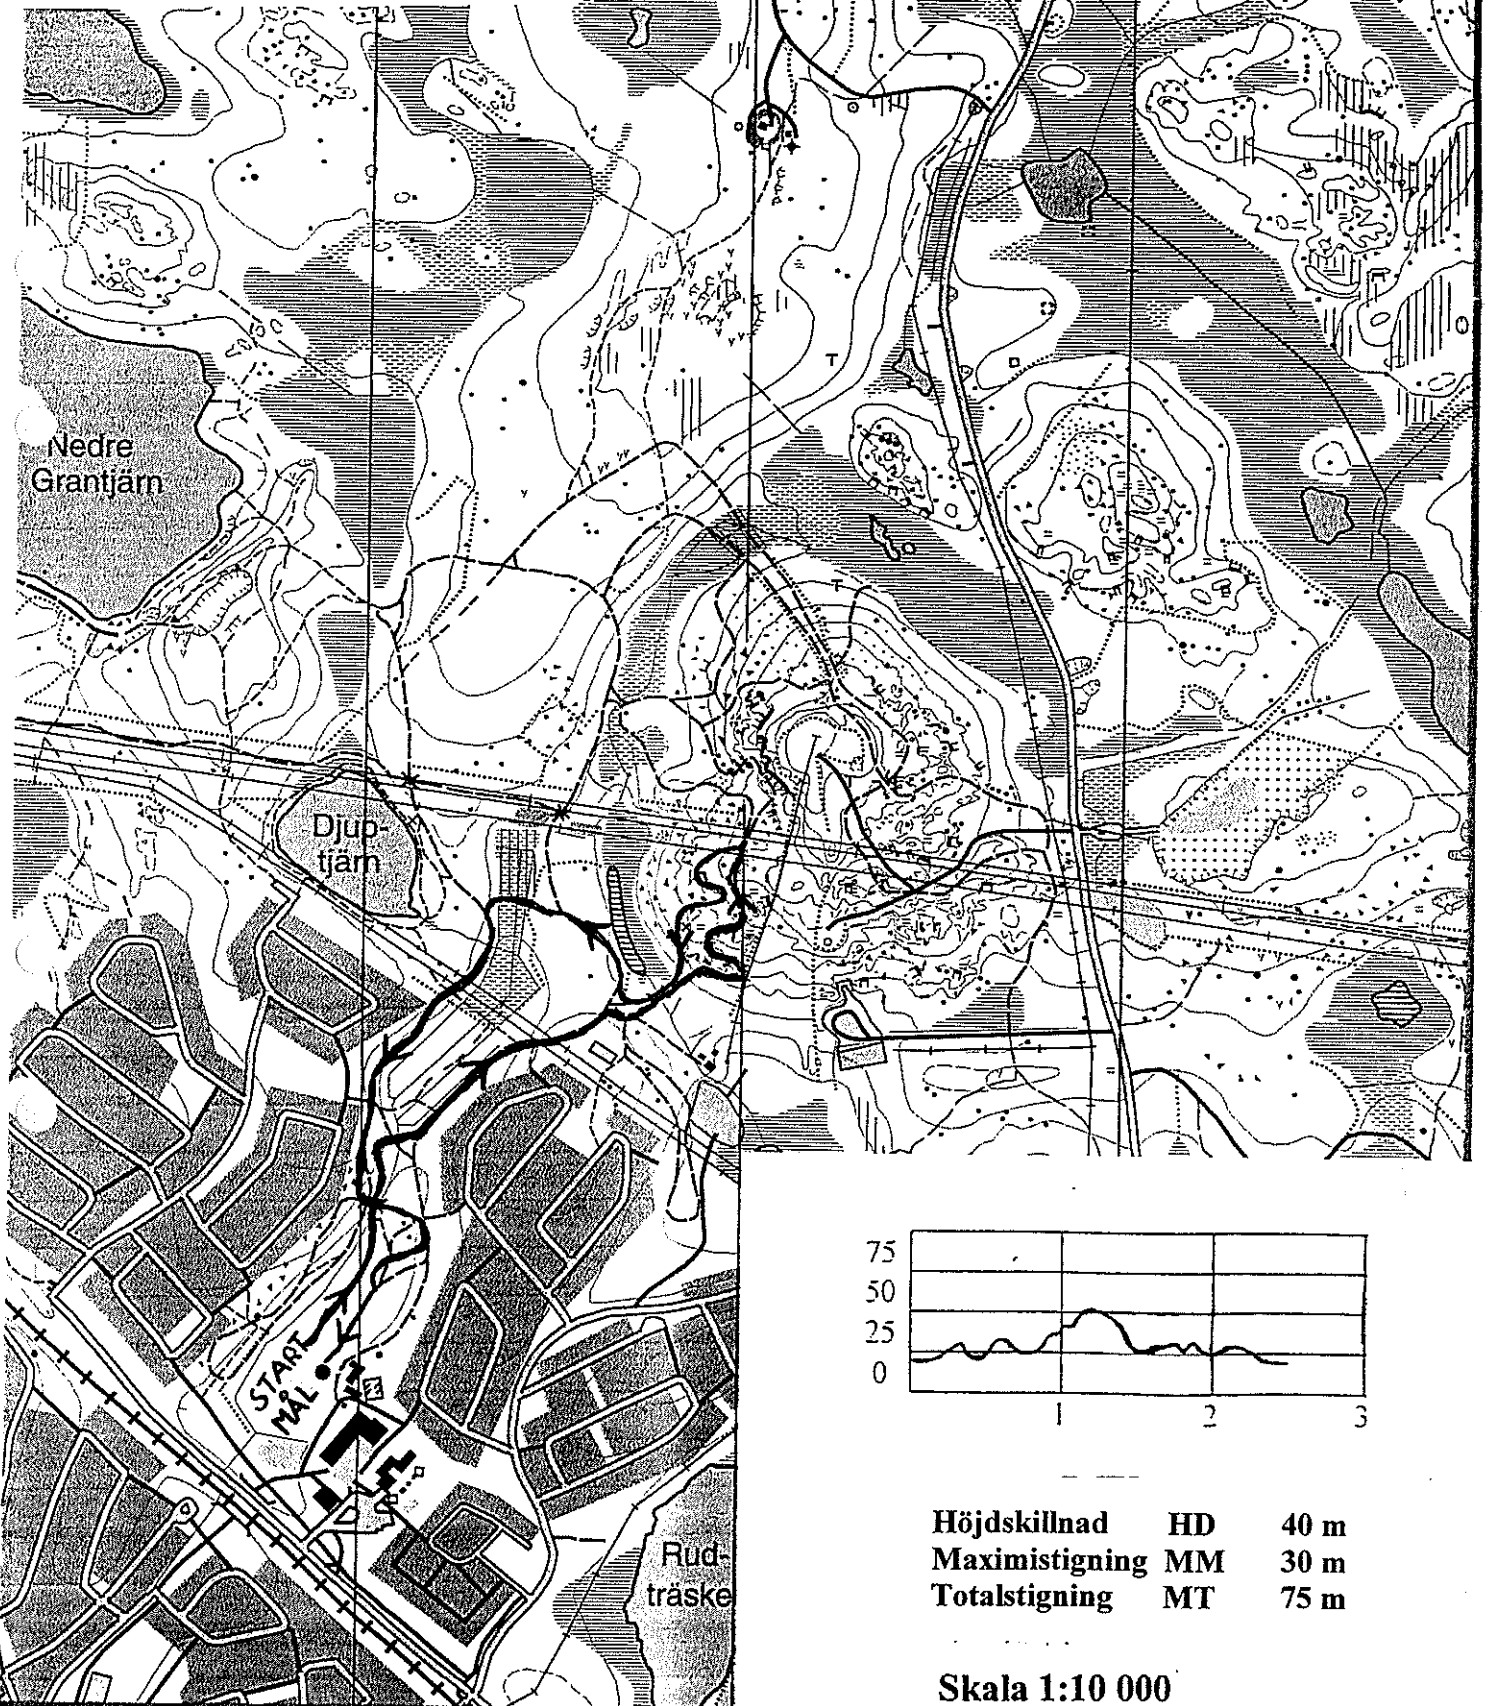 Nedre
Grantjärn
Djup-
tjärn
START
MÅL
Rud-
träske
75
50
25
0
1 2 3
Höjdskillnad HD 40 m
Maximistigning MM 30 m
Totalstigning MT 75 m
Skala 1:10 000